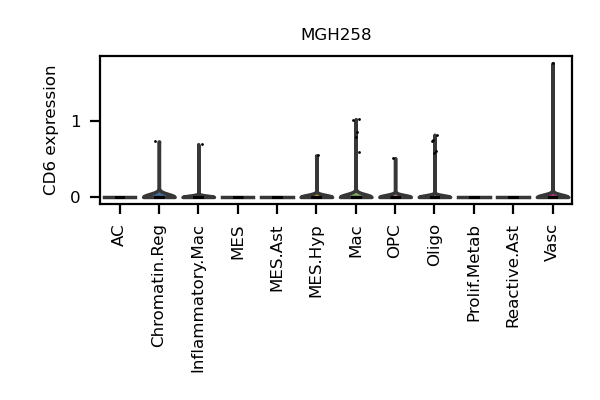 MGH258
CD6 expression
1
0
AC
Chromatin.Reg
Inflammatory.Mac
MES
MES.Ast
MES.Hyp
Mac
OPC
Oligo
Prolif.Metab
Reactive.Ast
Vasc